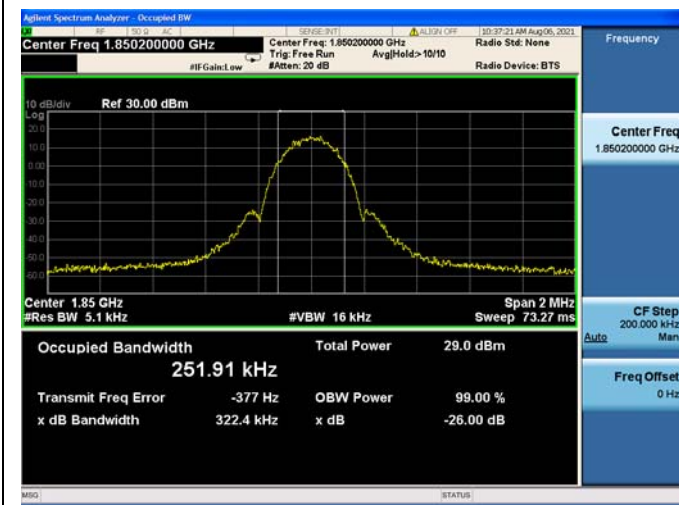 Agilent Spectrum Analyzer - Occupied BW
RF 50 Ω AC SENSE:INT ALIGN OFF 10:37:21 AM Aug 06, 2021
Center Freq 1.850200000 GHz
Center Freq: 1.850200000 GHz
Radio Std: None
Trig: Free Run Avg|Hold:> 10/10
#IFGain:Low
#Atten: 20 dB
Radio Device: BTS
10 dB/div Ref 30.00 dBm
Log
20.0
10.0
0.00
-10.0
-20.0
-30.0
-40.0
-50.0
-60.0
Center 1.85 GHz Span 2 MHz
#Res BW 5.1 kHz #VBW 16 kHz Sweep 73.27 ms
Occupied Bandwidth Total Power 29.0 dBm
251.91 kHz
Transmit Freq Error -377 Hz OBW Power 99.00 %
x dB Bandwidth 322.4 kHz x dB -26.00 dB
MSG STATUS
Frequency
Center Freq
1.850200000 GHz
CF Step
200.000 kHz
Auto Man
Freq Offset
0 Hz